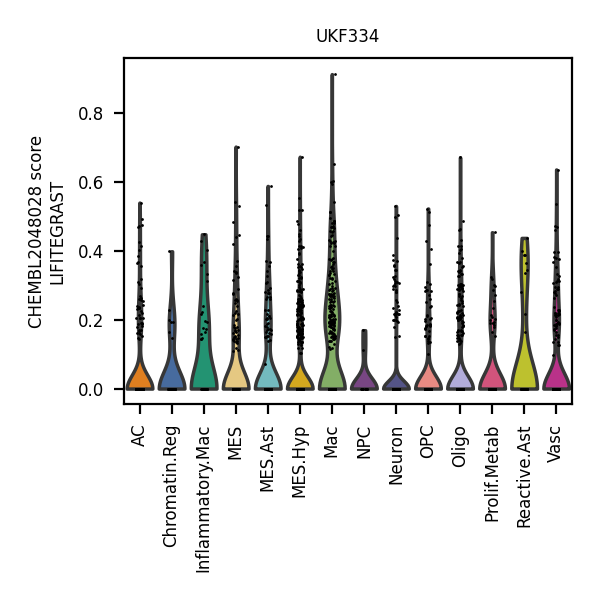 UKF334
CHEMBL2048028 score
LIFITEGRAST
0.8
0.6
0.4
0.2
0.0
AC
Chromatin.Reg
Inflammatory.Mac
MES
MES.Ast
MES.Hyp
Mac
NPC
Neuron
OPC
Oligo
Prolif.Metab
Reactive.Ast
Vasc